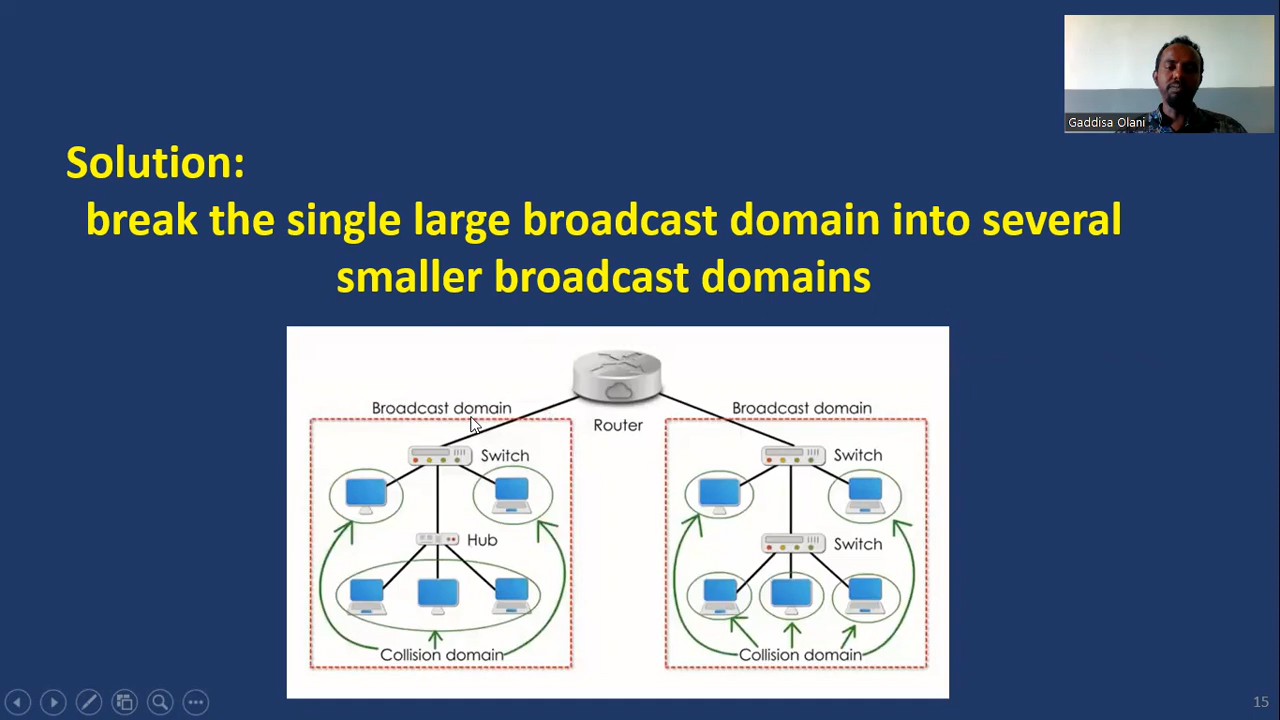 Gaddisa Olani
Solution:
break the single large broadcast domain into several
smaller broadcast domains
Broadcast domain
Router
Broadcast domain
Switch
Switch
Hub
Switch
Collision domain
Collision domain
15